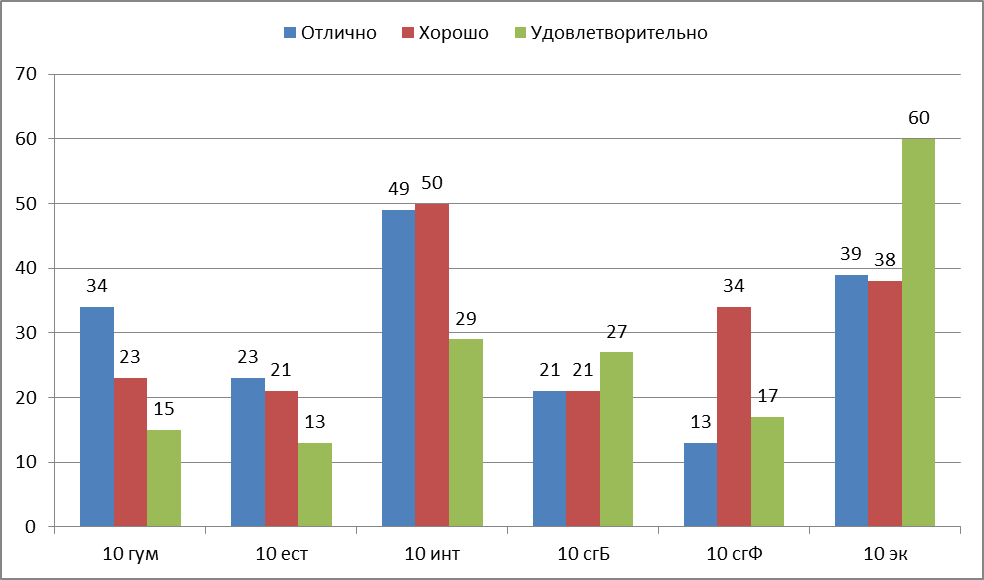 Отлично Хорошо Удовлетворительно
70
60
50
40
30
20
10
0
34 23 15
23 21 13
49 50 29
21 21 27
13 34 17
39 38 60
10 гум 10 ест 10 инт 10 сгБ 10 сгФ 10 эк